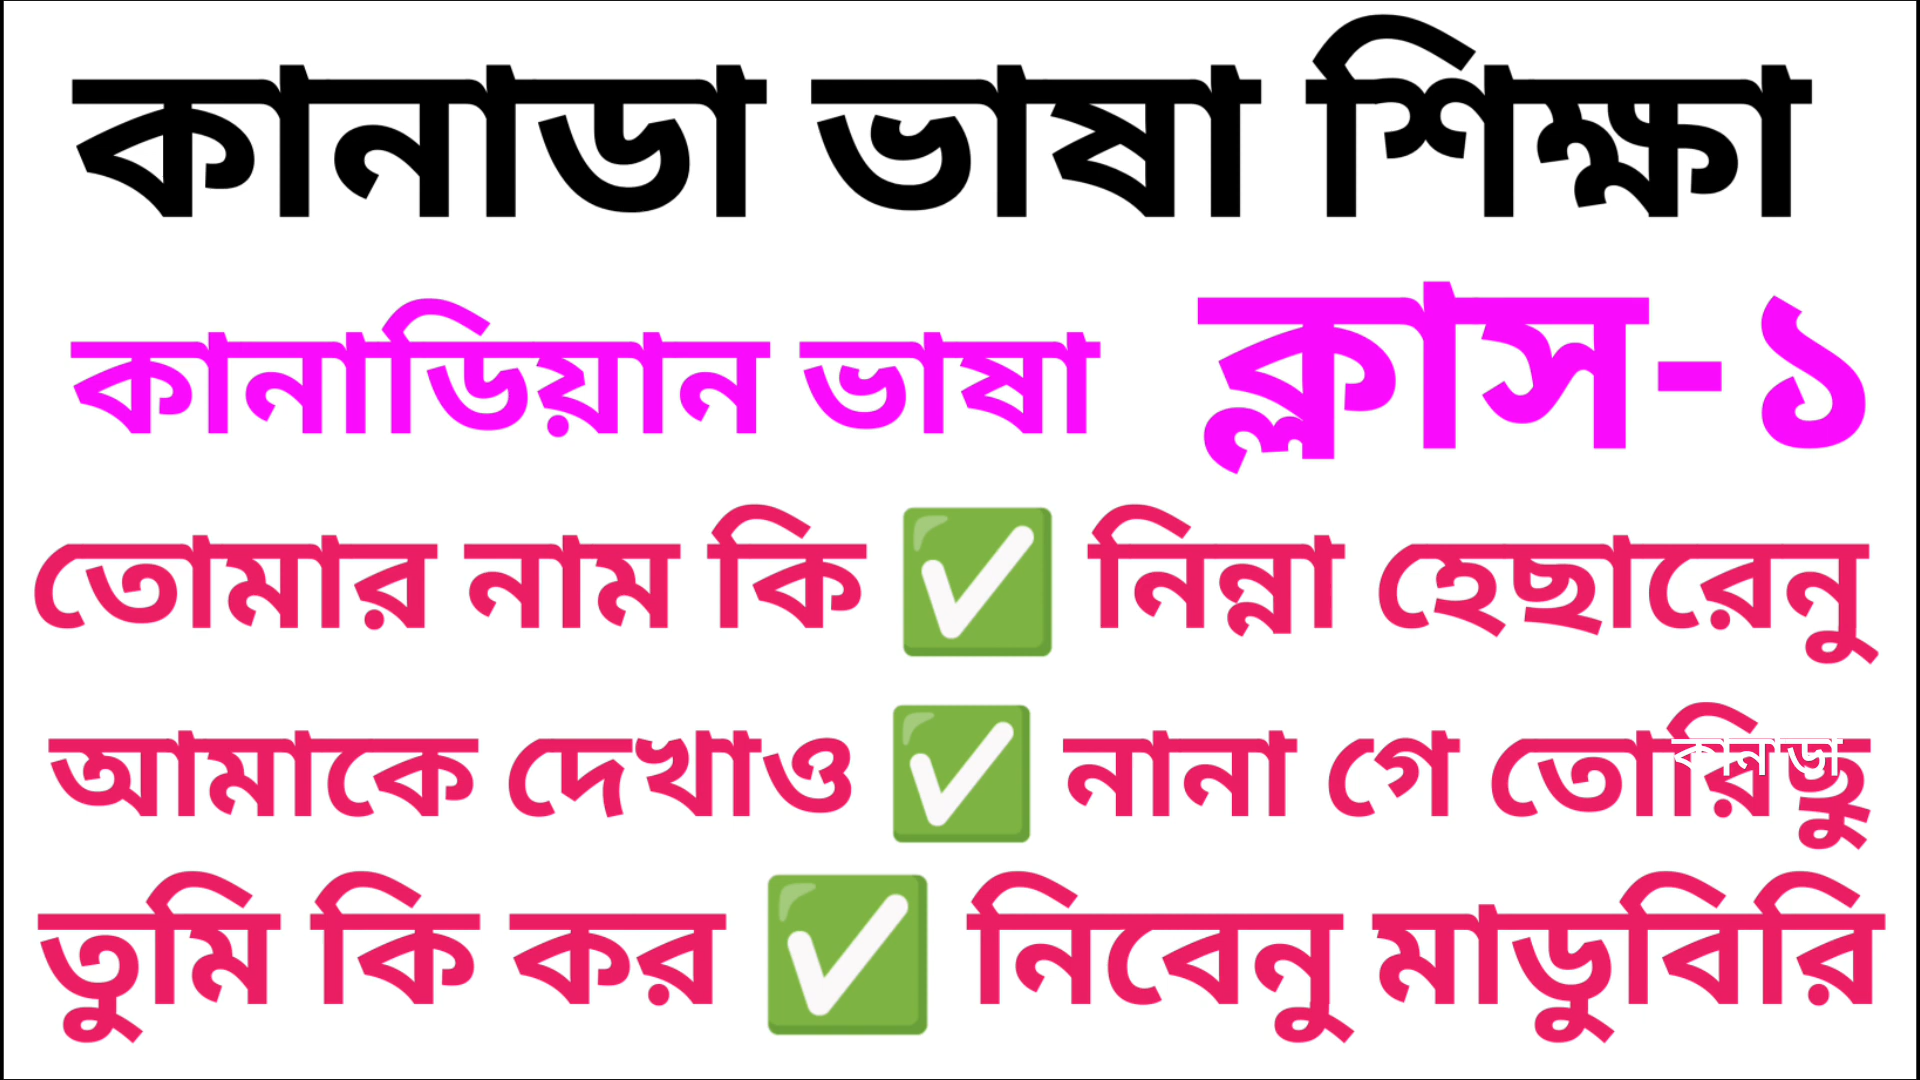 কানাডা ভাষা শিক্ষা
কানাডিয়ান ভাষা ক্লাস-১
তোমার নাম কি ✅ নিন্না হেছারেনু
আমাকে দেখাও ✅ নানা গে তোরিছু
কানাডা
তুমি কি কর ✅ নিবেনু মাডুবিরি